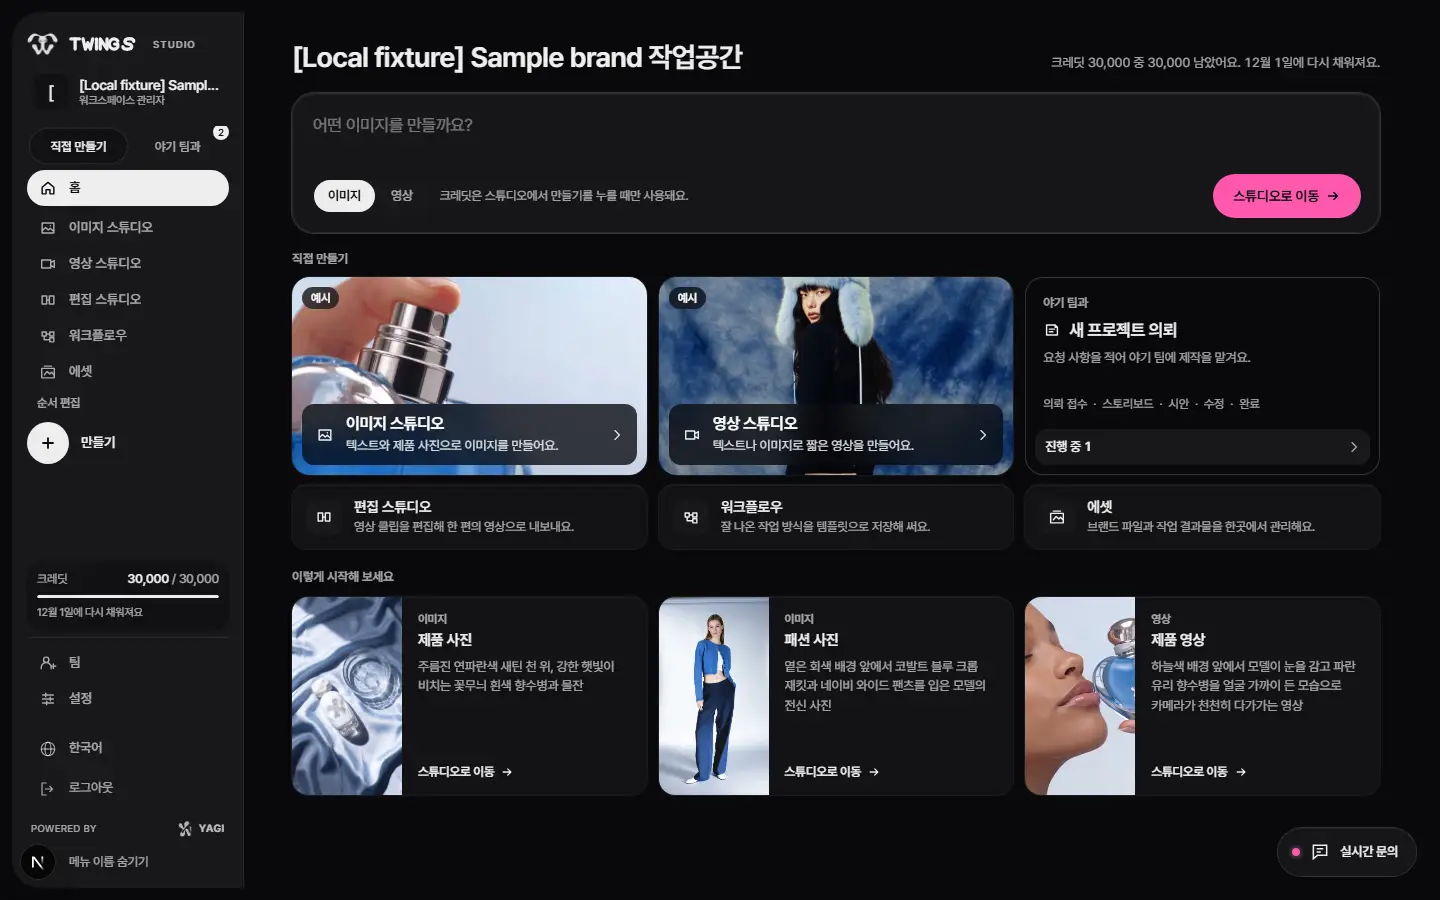 TWINGS STUDIO
[
[Local fixture] Sampl...
워크스페이스 관리자
직접 만들기
야기 팀과
2
홈
이미지 스튜디오
영상 스튜디오
편집 스튜디오
워크플로우
에셋
순서 편집
만들기
크레딧
30,000 / 30,000
12월 1일에 다시 채워져요
팀
설정
한국어
로그아웃
POWERED BY
YAGI
N
메뉴 이름 숨기기
[Local fixture] Sample brand 작업공간
크레딧 30,000 중 30,000 남았어요. 12월 1일에 다시 채워져요.
어떤 이미지를 만들까요?
이미지
영상
크레딧은 스튜디오에서 만들기를 누를 때만 사용돼요.
스튜디오로 이동 →
직접 만들기
예시
이미지 스튜디오
텍스트와 제품 사진으로 이미지를 만들어요.
예시
영상 스튜디오
텍스트나 이미지로 짧은 영상을 만들어요.
야기 팀과
새 프로젝트 의뢰
요청 사항을 적어 야기 팀에 제작을 맡겨요.
의뢰 접수 · 스토리보드 · 시안 · 수정 · 완료
진행 중 1
편집 스튜디오
영상 클립을 편집해 한 편의 영상으로 내보내요.
워크플로우
잘 나온 작업 방식을 템플릿으로 저장해 써요.
에셋
브랜드 파일과 작업 결과물을 한곳에서 관리해요.
이렇게 시작해 보세요
이미지
제품 사진
주름진 연파란색 새틴 천 위, 강한 햇빛이
비치는 꽃무늬 흰색 향수병과 물잔
스튜디오로 이동 →
이미지
패션 사진
옅은 회색 배경 앞에서 코발트 블루 크롭
재킷과 네이비 와이드 팬츠를 입은 모델의
전신 사진
스튜디오로 이동 →
영상
제품 영상
하늘색 배경 앞에서 모델이 눈을 감고 파란
유리 향수병을 얼굴 가까이 든 모습으로
카메라가 천천히 다가가는 영상
스튜디오로 이동 →
실시간 문의